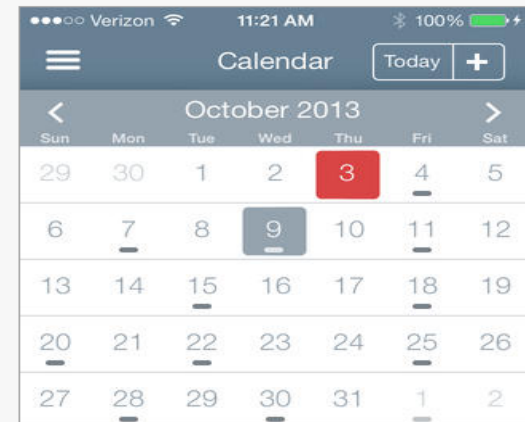 Verizon 11:21 AM 100%
Calendar Today +
< October 2013 >
Sun Mon Tue Wed Thu Fri Sat
29 30 1 2 3 4 5
6 7 8 9 10 11 12
13 14 15 16 17 18 19
20 21 22 23 24 25 26
27 28 29 30 31 1 2